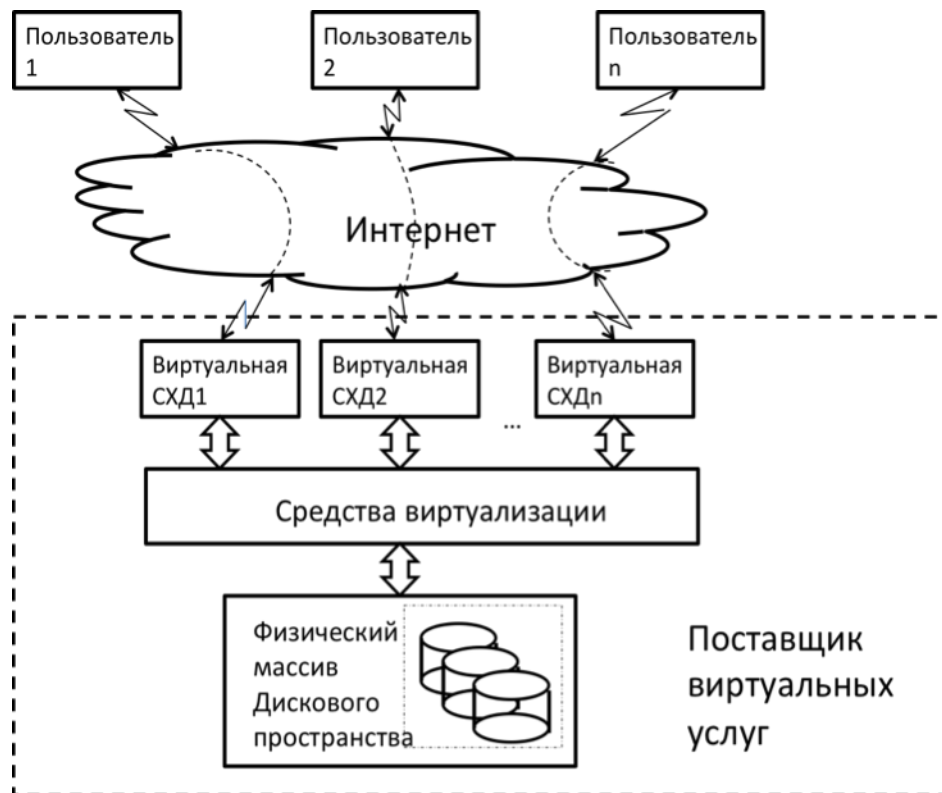 Пользователь
1
Пользователь
2
Пользователь
n
Интернет
Виртуальная
СХД1
Виртуальная
СХД2
...
Виртуальная
СХДn
Средства виртуализации
Физический
массив
Дискового
пространства
Поставщик
виртуальных
услуг